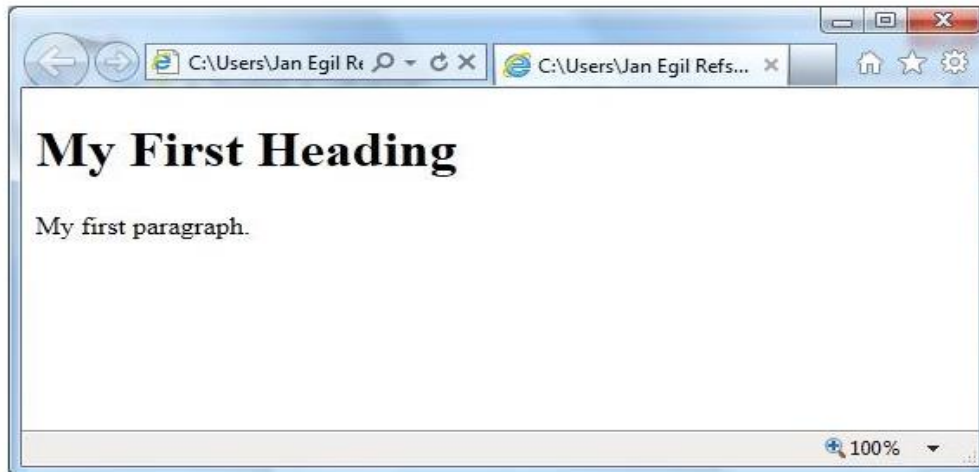 C:\Users\Jan Egil Re
C:\Users\Jan Egil Refs...
My First Heading
My first paragraph.
100%